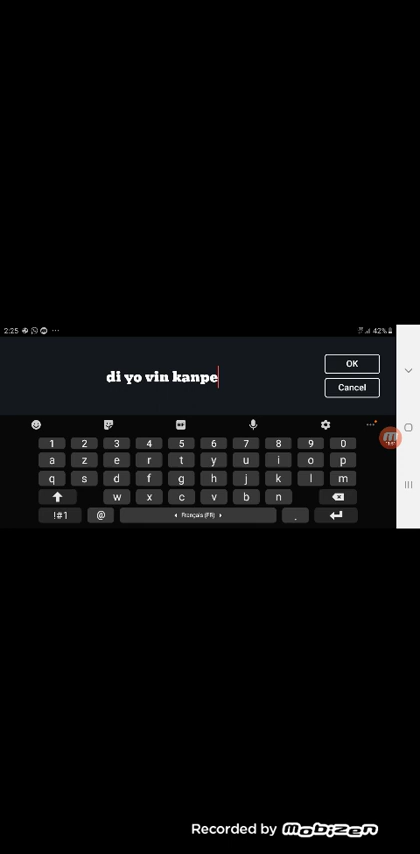 2:25 42%
di yo vin kanpe
OK
Cancel
GIF
1 2 3 4 5 6 7 8 9 0
a z e r t y u i o p
q s d f g h j k l m
w x c v b n
!#1 @ Français (FR) .
Recorded by mobizen